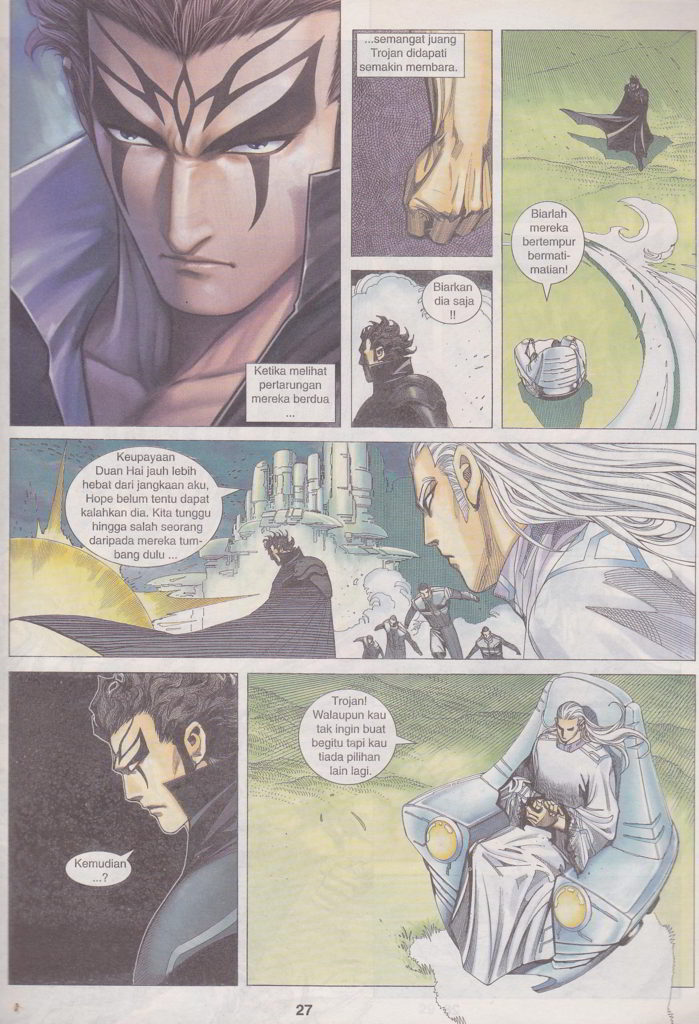 Ketika melihat
pertarungan
mereka berdua
...
...semangat juang
Trojan didapati
semakin membara.
Biarkan
dia saja
!!
Biarlah
mereka
bertempur
bermati-
matian!
Keupayaan
Duan Hai jauh lebih
hebat dari jangkaan aku,
Hope belum tentu dapat
kalahkan dia. Kita tunggu
hingga salah seorang
daripada mereka tum-
bang dulu ...
Kemudian
...?
Trojan!
Walaupun kau
tak ingin buat
begitu tapi kau
tiada pilihan
lain lagi.
27